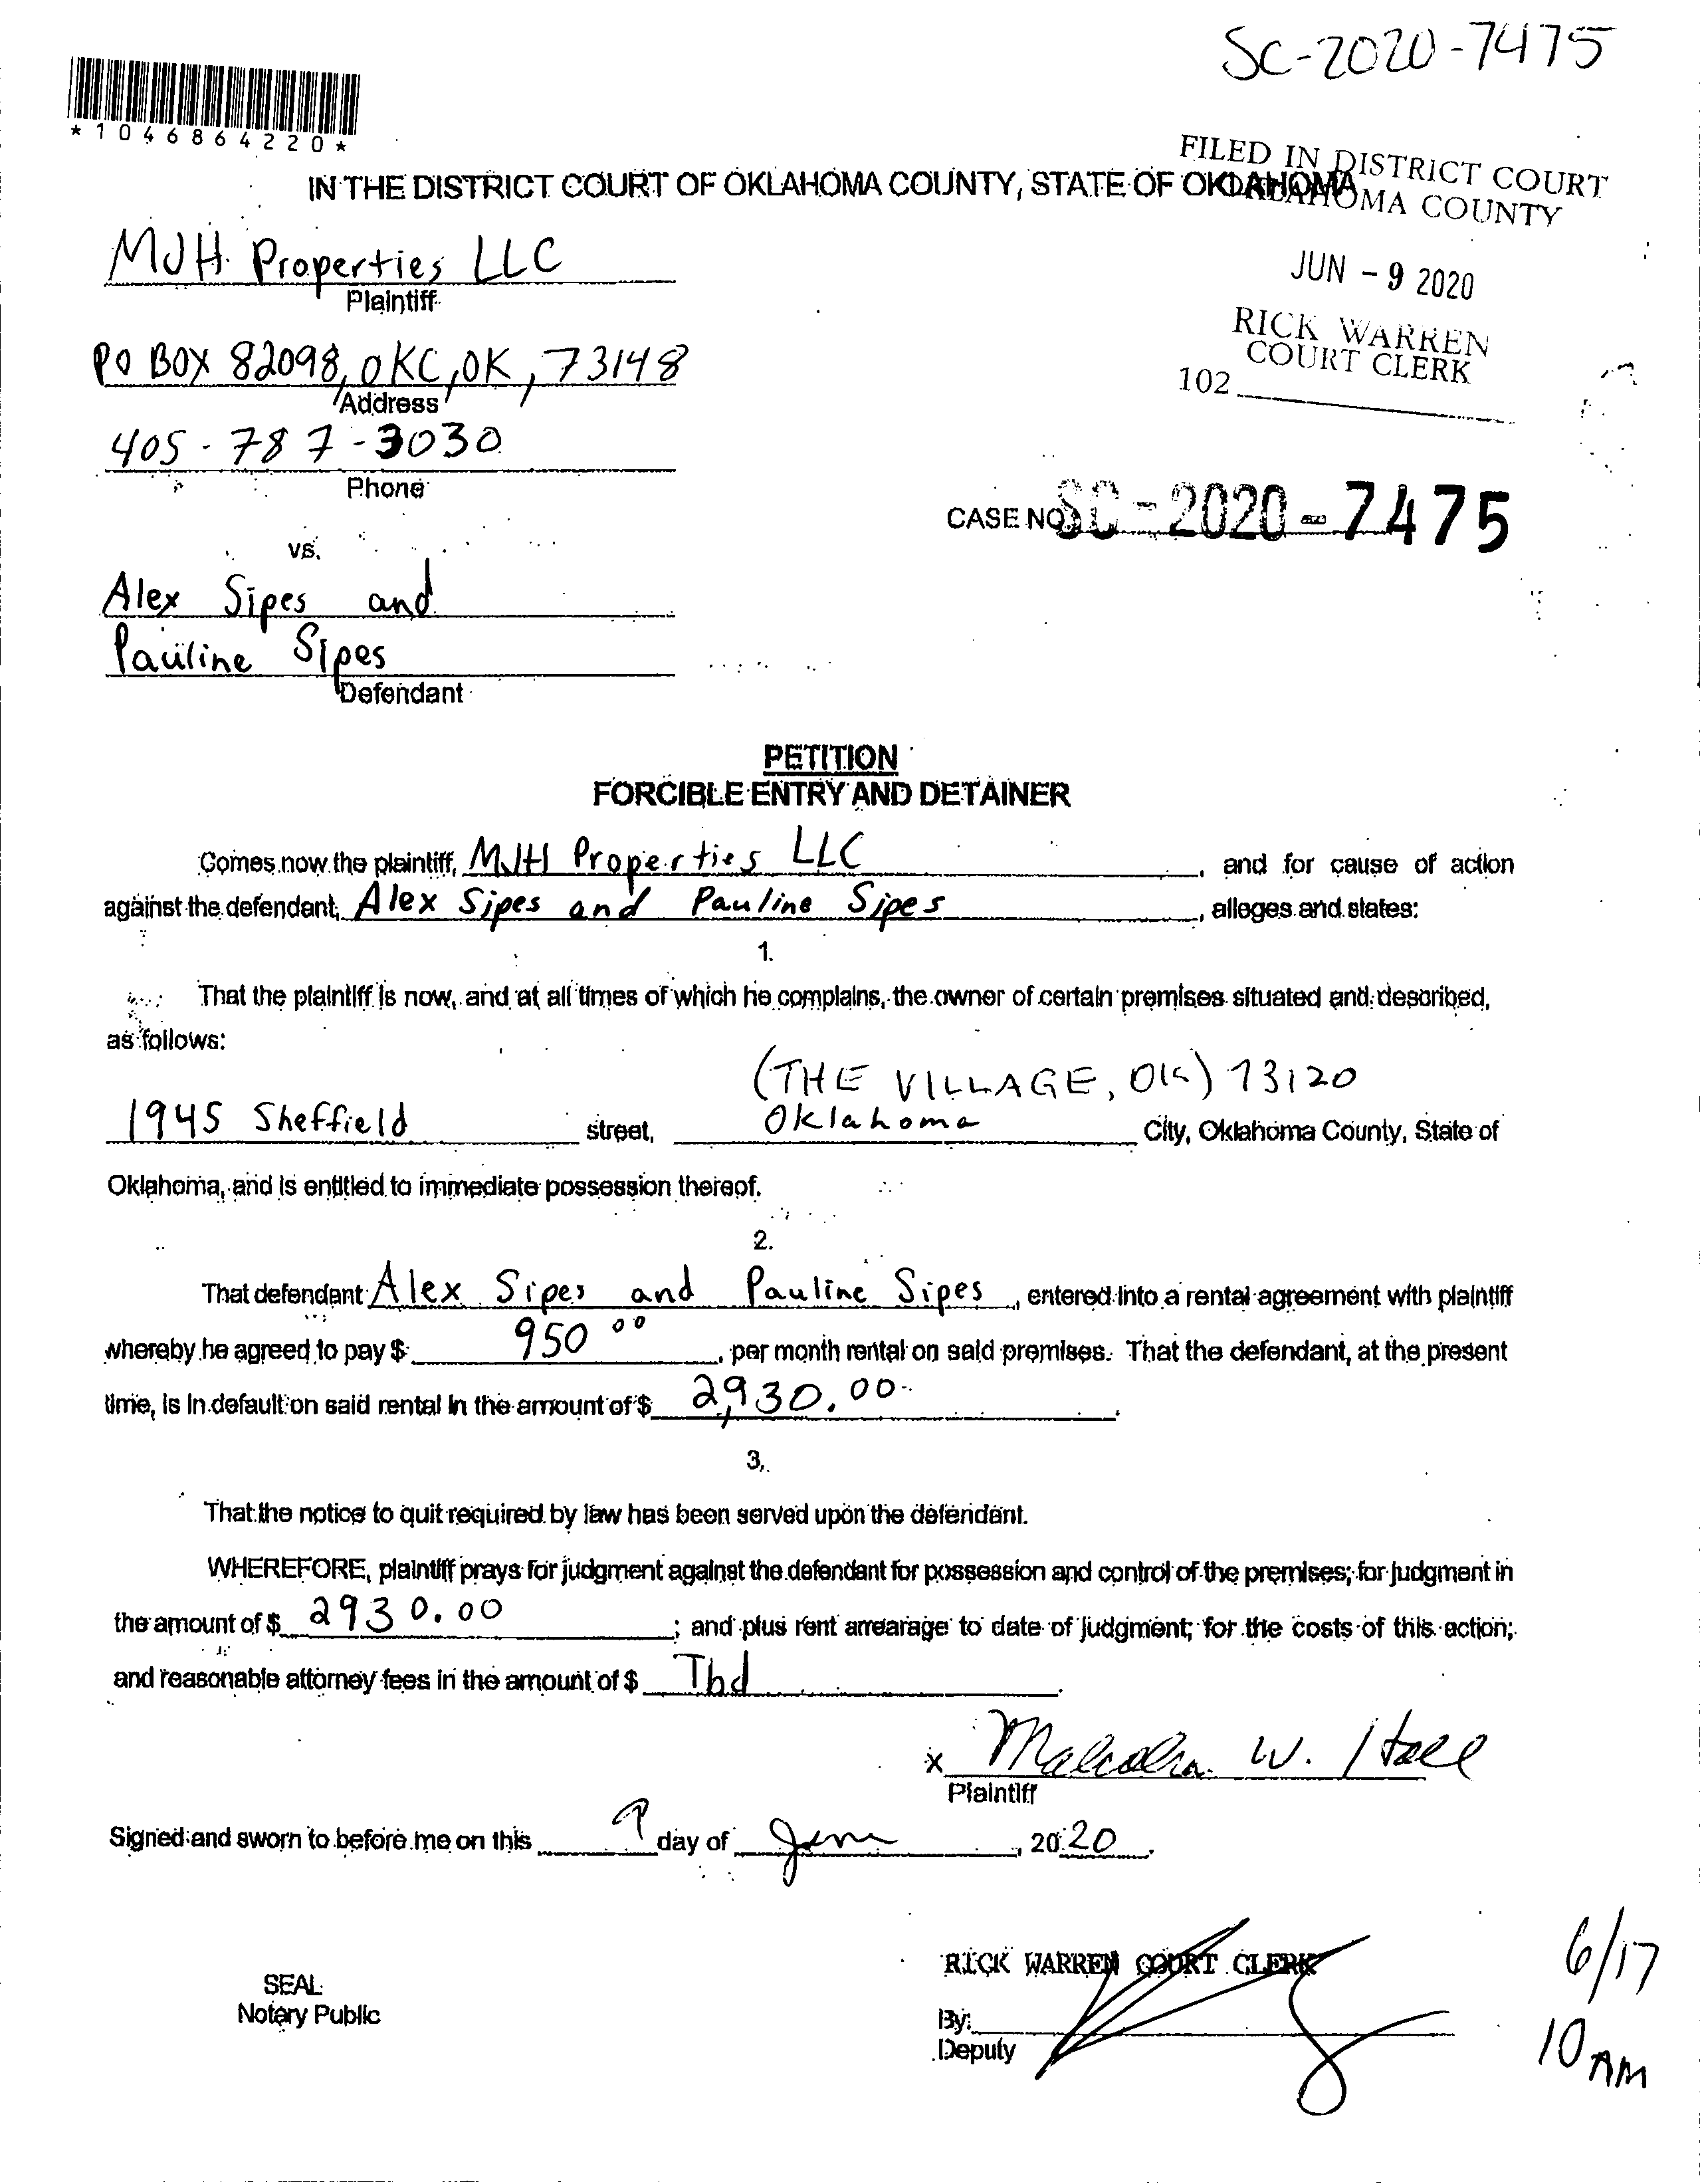 SC-2020-7475
*1046864220*
FILED IN DISTRICT COURT
OKLAHOMA COUNTY
IN THE DISTRICT COURT OF OKLAHOMA COUNTY, STATE OF OKLAHOMA
JUN - 9 2020
RICK WARREN
COURT CLERK
102
MJH Properties LLC
Plaintiff
PO BOX 82098, OKC, OK, 73148
Address
405-787-3030
Phone
CASE NO. SC-2020-7475
vs.
Alex Sipes and
Pauline Sipes
Defendant
PETITION
FORCIBLE ENTRY AND DETAINER
Comes now the plaintiff, MJH Properties LLC, and for cause of action
against the defendant, Alex Sipes and Pauline Sipes, alleges and states:
1.
That the plaintiff is now, and at all times of which he complains, the owner of certain premises situated and described,
as follows:
(THE VILLAGE, OK) 73120
1945 Sheffield street, Oklahoma City, Oklahoma County, State of
Oklahoma, and is entitled to immediate possession thereof.
2.
That defendant Alex Sipes and Pauline Sipes, entered into a rental agreement with plaintiff
whereby he agreed to pay $ 950 00, per month rental on said premises. That the defendant, at the present
time, is in default on said rental in the amount of $ 2,930.00.
3.
That the notice to quit required by law has been served upon the defendant.
WHEREFORE, plaintiff prays for judgment against the defendant for possession and control of the premises; for judgment in
the amount of $ 2930.00; and plus rent arrearage to date of judgment; for the costs of this action;
and reasonable attorney fees in the amount of $ Tbd.
x Malcolm W. Hall
Plaintiff
Signed and sworn to before me on this 9 day of June, 2020.
RICK WARREN COURT CLERK
SEAL
Notary Public
By:
Deputy
6/17
10 AM